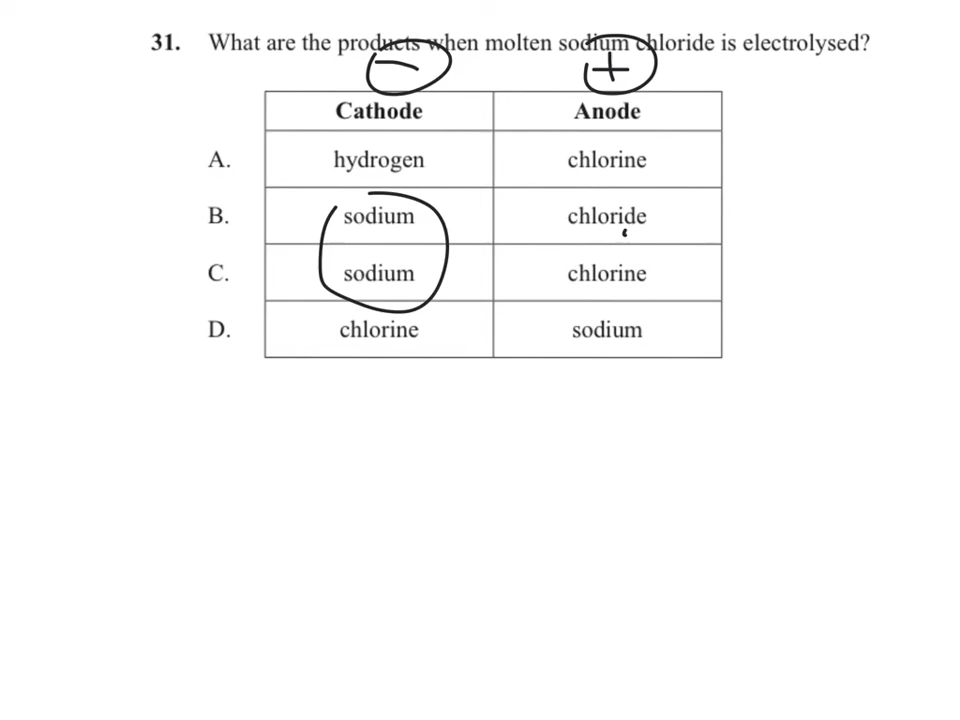 31. What are the products when molten sodium chloride is electrolysed?
− +
Cathode Anode
A. hydrogen chlorine
B. sodium chloride
C. sodium chlorine
D. chlorine sodium